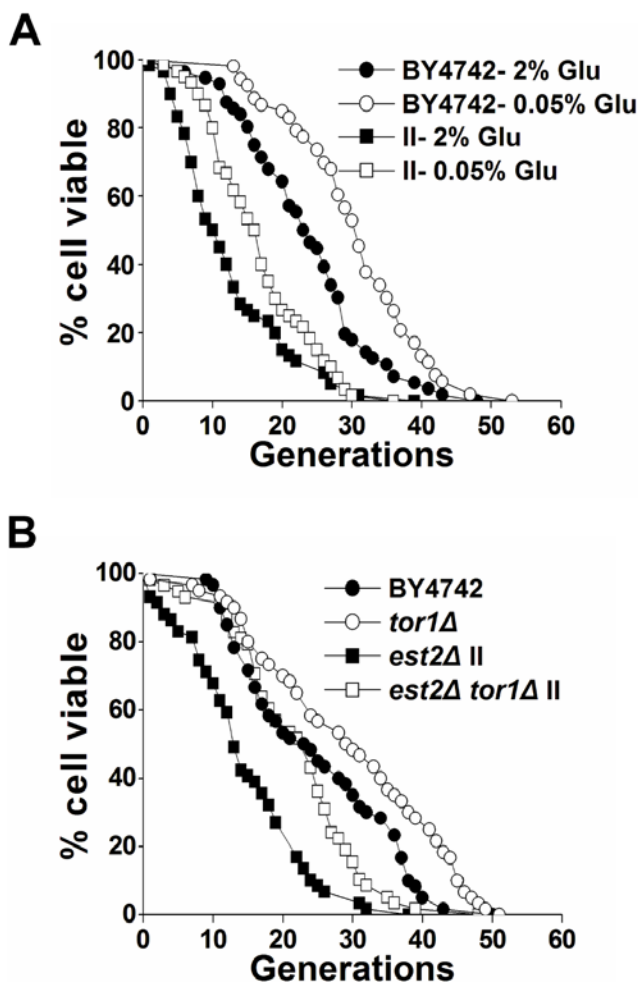 A
100
80
60
40
20
0
% cell viable
BY4742- 2% Glu
BY4742- 0.05% Glu
II- 2% Glu
II- 0.05% Glu
0 10 20 30 40 50 60
Generations
B
100
80
60
40
20
0
% cell viable
BY4742
tor1Δ
est2Δ II
est2Δ tor1Δ II
0 10 20 30 40 50 60
Generations